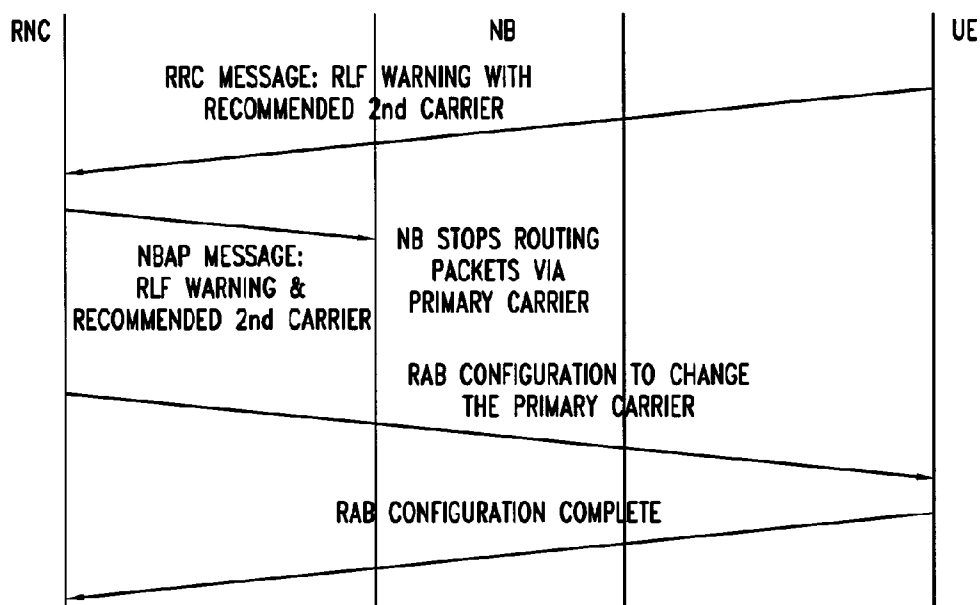 RNC
NB
UE
RRC MESSAGE: RLF WARNING WITH
RECOMMENDED 2nd CARRIER
NBAP MESSAGE:
RLF WARNING &
RECOMMENDED 2nd CARRIER
NB STOPS ROUTING
PACKETS VIA
PRIMARY CARRIER
RAB CONFIGURATION TO CHANGE
THE PRIMARY CARRIER
RAB CONFIGURATION COMPLETE